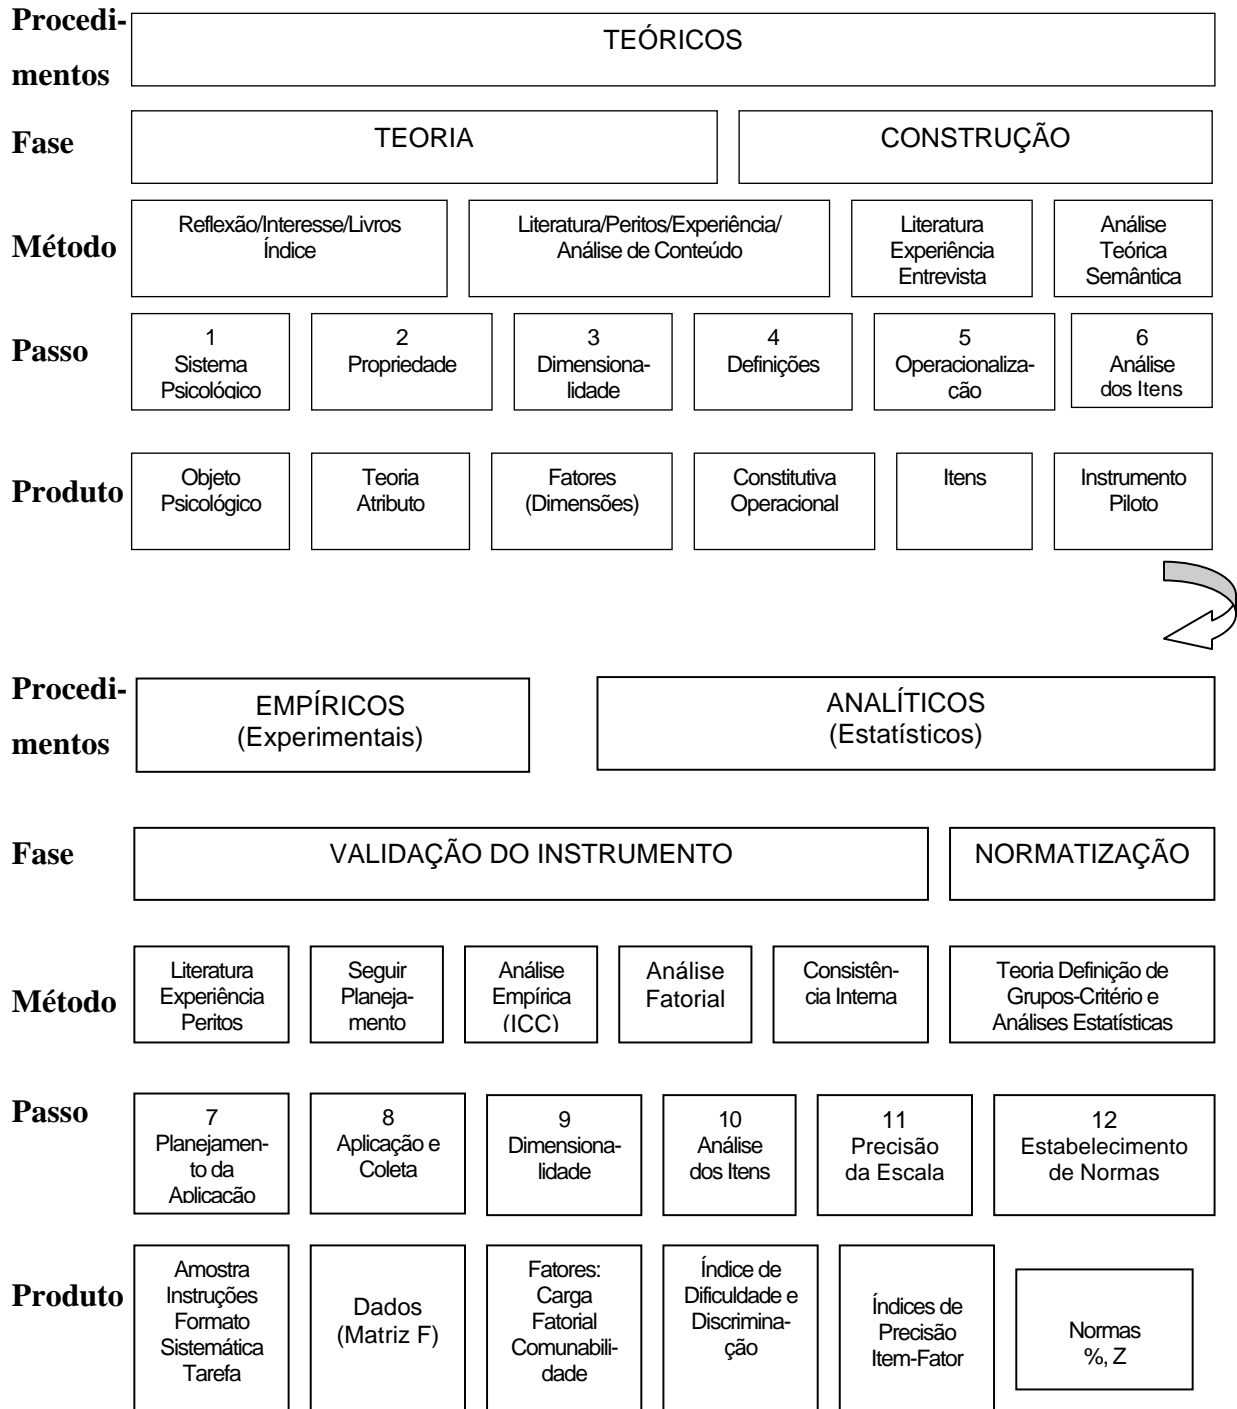 Procedi-
mentos
TEÓRICOS
Fase
TEORIA
CONSTRUÇÃO
Método
Reflexão/Interesse/Livros
Índice
Literatura/Peritos/Experiência/
Análise de Conteúdo
Literatura
Experiência
Entrevista
Análise
Teórica
Semântica
Passo
1
Sistema
Psicológico
2
Propriedade
3
Dimensiona-
lidade
4
Definições
5
Operacionaliza-
cão
6
Análise
dos Itens
Produto
Objeto
Psicológico
Teoria
Atributo
Fatores
(Dimensões)
Constitutiva
Operacional
Itens
Instrumento
Piloto
Procedi-
mentos
EMPÍRICOS
(Experimentais)
ANALÍTICOS
(Estatísticos)
Fase
VALIDAÇÃO DO INSTRUMENTO
NORMATIZAÇÃO
Método
Literatura
Experiência
Peritos
Seguir
Planeja-
mento
Análise
Empírica
(ICC)
Análise
Fatorial
Consistên-
cia Interna
Teoria Definição de
Grupos-Critério e
Análises Estatísticas
Passo
7
Planejamen-
to da
Aplicação
8
Aplicação e
Coleta
9
Dimensiona-
lidade
10
Análise
dos Itens
11
Precisão
da Escala
12
Estabelecimento
de Normas
Produto
Amostra
Instruções
Formato
Sistemática
Tarefa
Dados
(Matriz F)
Fatores:
Carga
Fatorial
Comunabili-
dade
Índice de
Dificuldade e
Discrimina-
ção
Índices de
Precisão
Item-Fator
Normas
%, Z